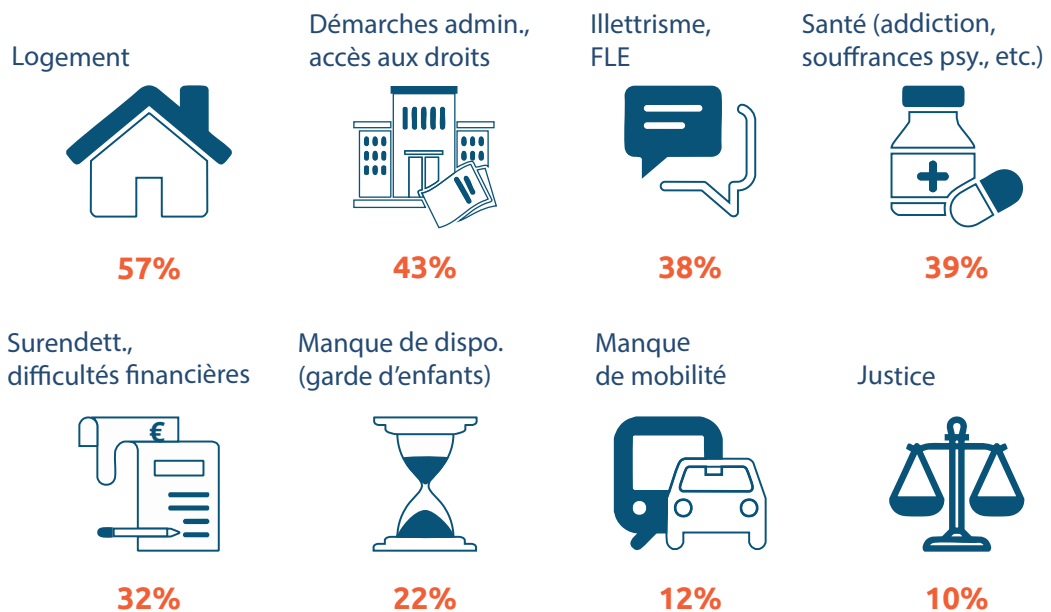 Logement
Démarches admin.,
accès aux droits
Illettrisme,
FLE
Santé (addiction,
souffrances psy., etc.)
57%
43%
38%
39%
Surendett.,
difficultés financières
Manque de dispo.
(garde d'enfants)
Manque
de mobilité
Justice
€
32%
22%
12%
10%